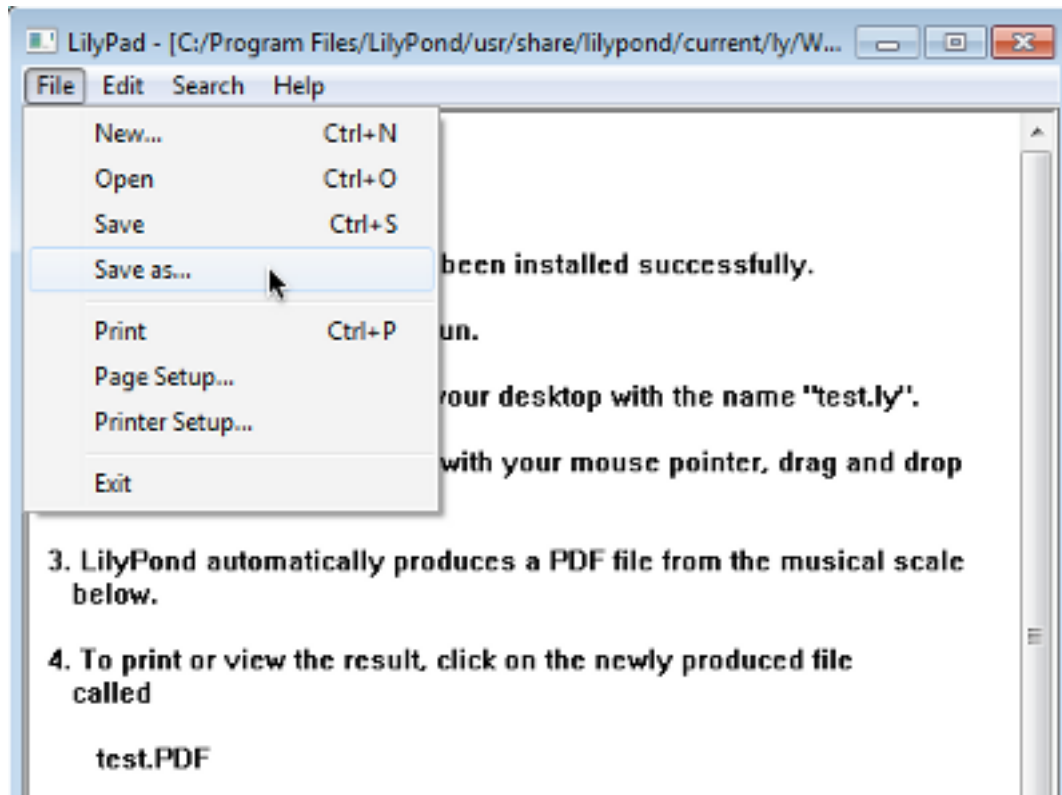 LilyPad - [C:/Program Files/LilyPond/usr/share/lilypond/current/ly/W...
File Edit Search Help
New... Ctrl+N
Open Ctrl+O
Save Ctrl+S
Save as...
Print Ctrl+P
Page Setup...
Printer Setup...
Exit
been installed successfully.
un.
your desktop with the name "test.ly".
with your mouse pointer, drag and drop
3. LilyPond automatically produces a PDF file from the musical scale
below.
4. To print or view the result, click on the newly produced file
called
test.PDF